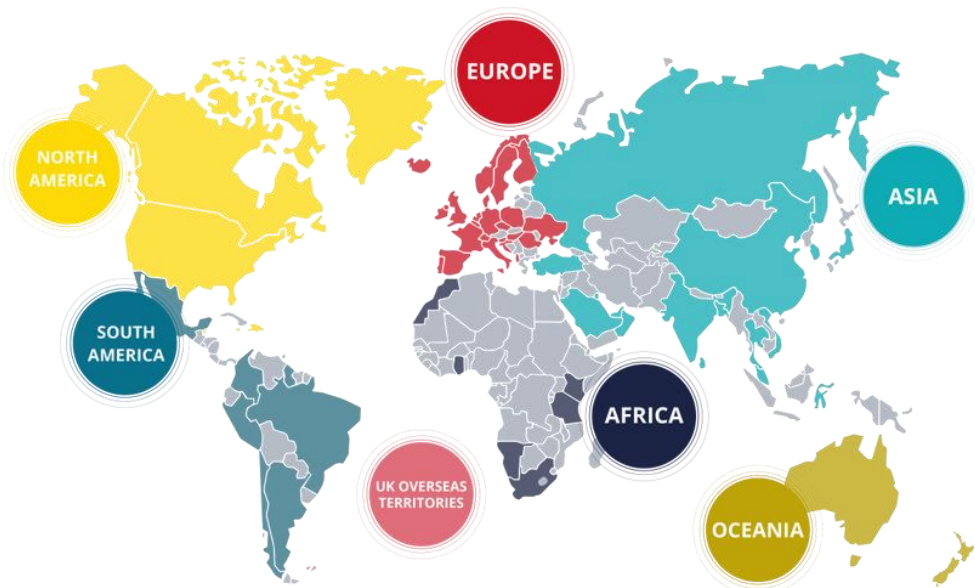 EUROPE
NORTH
AMERICA
ASIA
SOUTH
AMERICA
AFRICA
UK OVERSEAS
TERRITORIES
OCEANIA